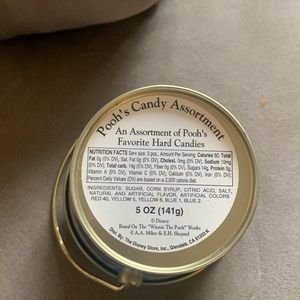 Pooh's Candy Assortment
An Assortment of Pooh's
Favorite Hard Candies
NUTRITION FACTS Serv size: 3 pcs, Amount Per Serving: Calories 60, Total
Fat 0g (0% DV), Sat. Fat 0g (0% DV), Cholest. 0mg (0% DV), Sodium 10mg
(0% DV), Total carb. 14g (5% DV), Fiber 0g (0% DV), Sugars 14g, Protein 0g,
Vitamin A (0% DV), Vitamin C (0% DV), Calcium (0% DV), Iron (0% DV),
Percent Daily Values (DV) are based on a 2,000 calorie diet.
INGREDIENTS: SUGAR, CORN SYRUP, CITRIC ACID, SALT,
NATURAL AND ARTIFICIAL FLAVOR, ARTIFICIAL COLORS
RED 40, YELLOW 5, YELLOW 6, BLUE 1, BLUE 2.
5 OZ (141g)
© Disney
Based On The "Winnie The Pooh" Works
© A.A. Milne & E.H. Shepard
Dist. By: The Disney Store, Inc., Glendale, CA 91203